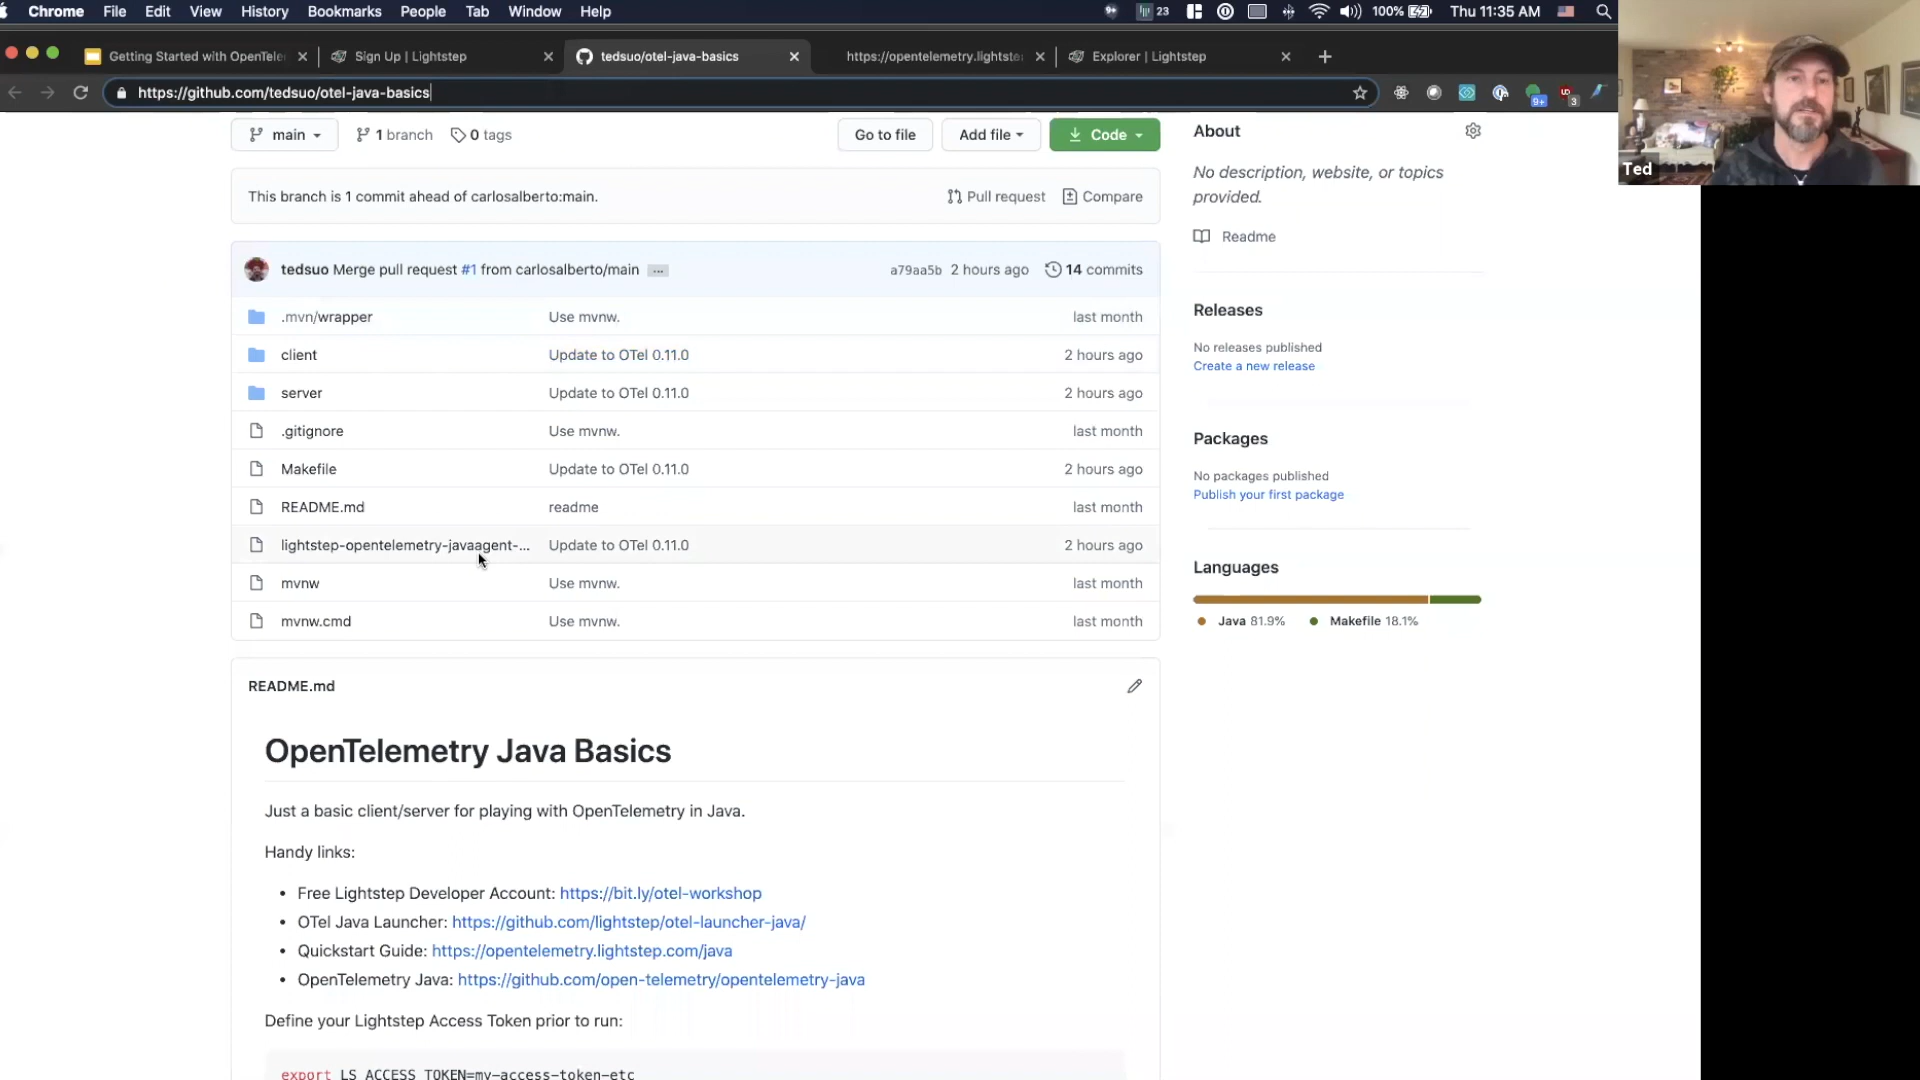 Chrome File Edit View History Bookmarks People Tab Window Help 23 100% Thu 11:35 AM
Getting Started with OpenTele Sign Up | Lightstep tedsuo/otel-java-basics https://opentelemetry.lightste Explorer | Lightstep
https://github.com/tedsuo/otel-java-basics 9+ 3
Ted
main 1 branch 0 tags Go to file Add file Code
This branch is 1 commit ahead of carlosalberto:main. Pull request Compare
tedsuo Merge pull request #1 from carlosalberto/main ... a79aa5b 2 hours ago 14 commits
.mvn/wrapper Use mvnw. last month
client Update to OTel 0.11.0 2 hours ago
server Update to OTel 0.11.0 2 hours ago
.gitignore Use mvnw. last month
Makefile Update to OTel 0.11.0 2 hours ago
README.md readme last month
lightstep-opentelemetry-javaagent-... Update to OTel 0.11.0 2 hours ago
mvnw Use mvnw. last month
mvnw.cmd Use mvnw. last month
About
No description, website, or topics
provided.
Readme
Releases
No releases published
Create a new release
Packages
No packages published
Publish your first package
Languages
Java 81.9% Makefile 18.1%
README.md
OpenTelemetry Java Basics
Just a basic client/server for playing with OpenTelemetry in Java.
Handy links:
• Free Lightstep Developer Account: https://bit.ly/otel-workshop
• OTel Java Launcher: https://github.com/lightstep/otel-launcher-java/
• Quickstart Guide: https://opentelemetry.lightstep.com/java
• OpenTelemetry Java: https://github.com/open-telemetry/opentelemetry-java
Define your Lightstep Access Token prior to run:
export LS_ACCESS_TOKEN=my-access-token-etc